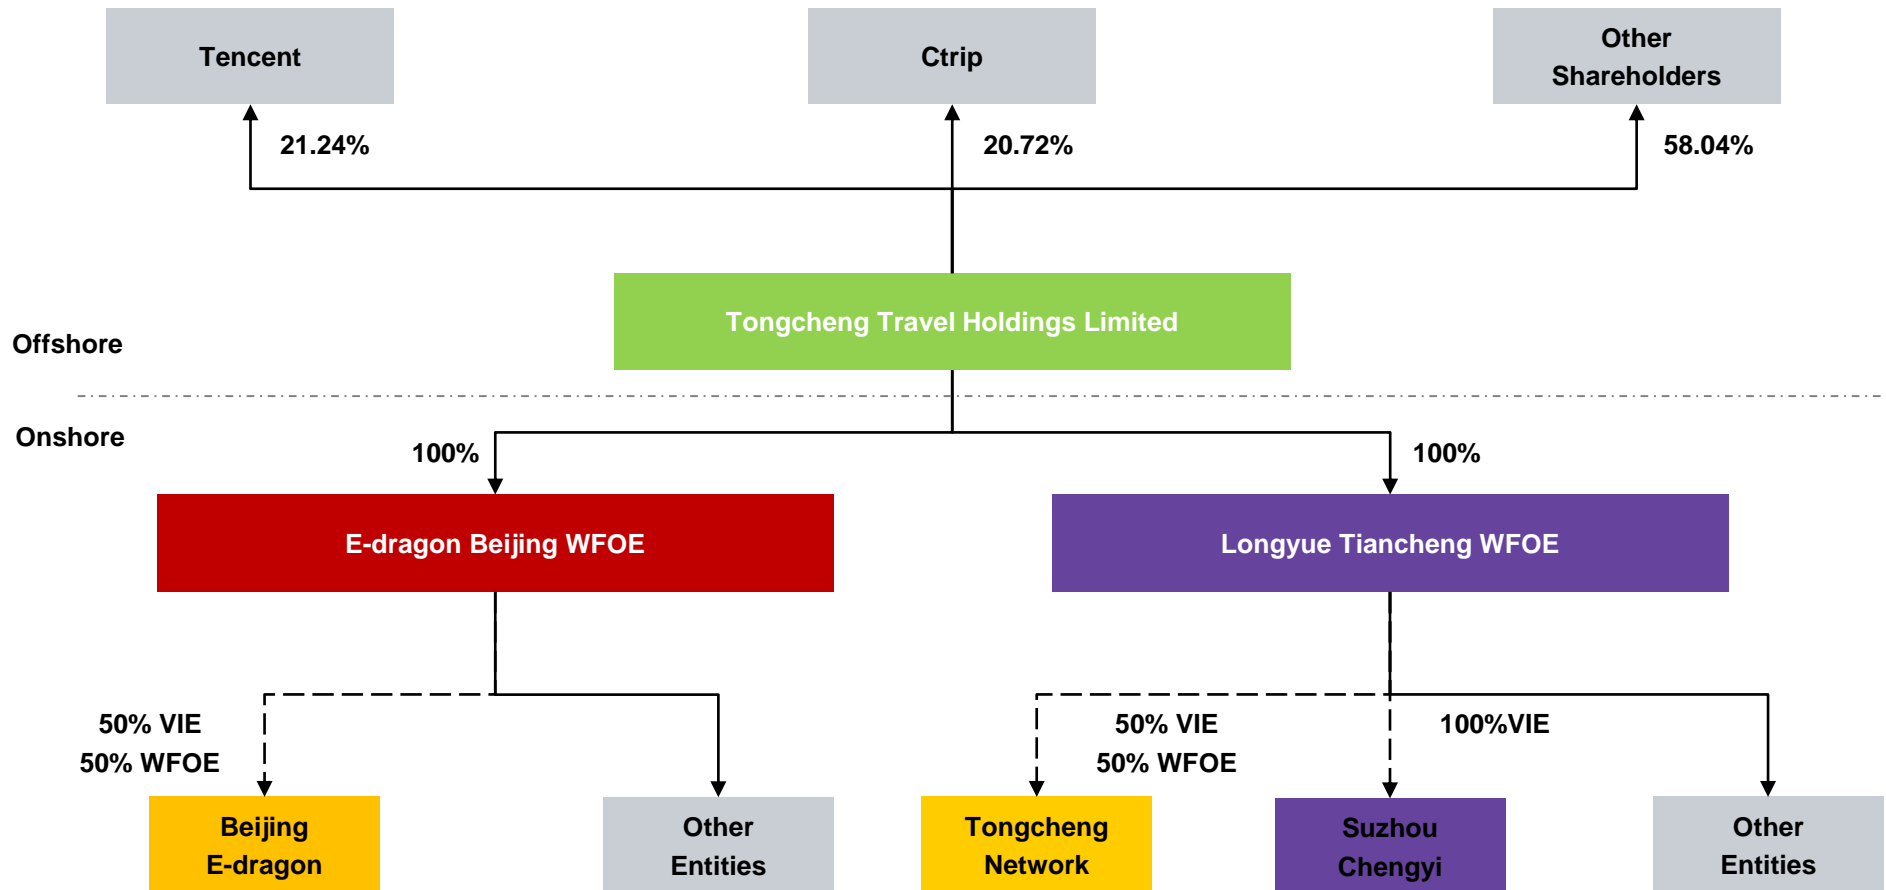 Tencent
Ctrip
Other
Shareholders
21.24%
20.72%
58.04%
Tongcheng Travel Holdings Limited
Offshore
Onshore
100%
100%
E-dragon Beijing WFOE
Longyue Tiancheng WFOE
50% VIE
50% WFOE
50% VIE
50% WFOE
100%VIE
Beijing
E-dragon
Other
Entities
Tongcheng
Network
Suzhou
Chengyi
Other
Entities